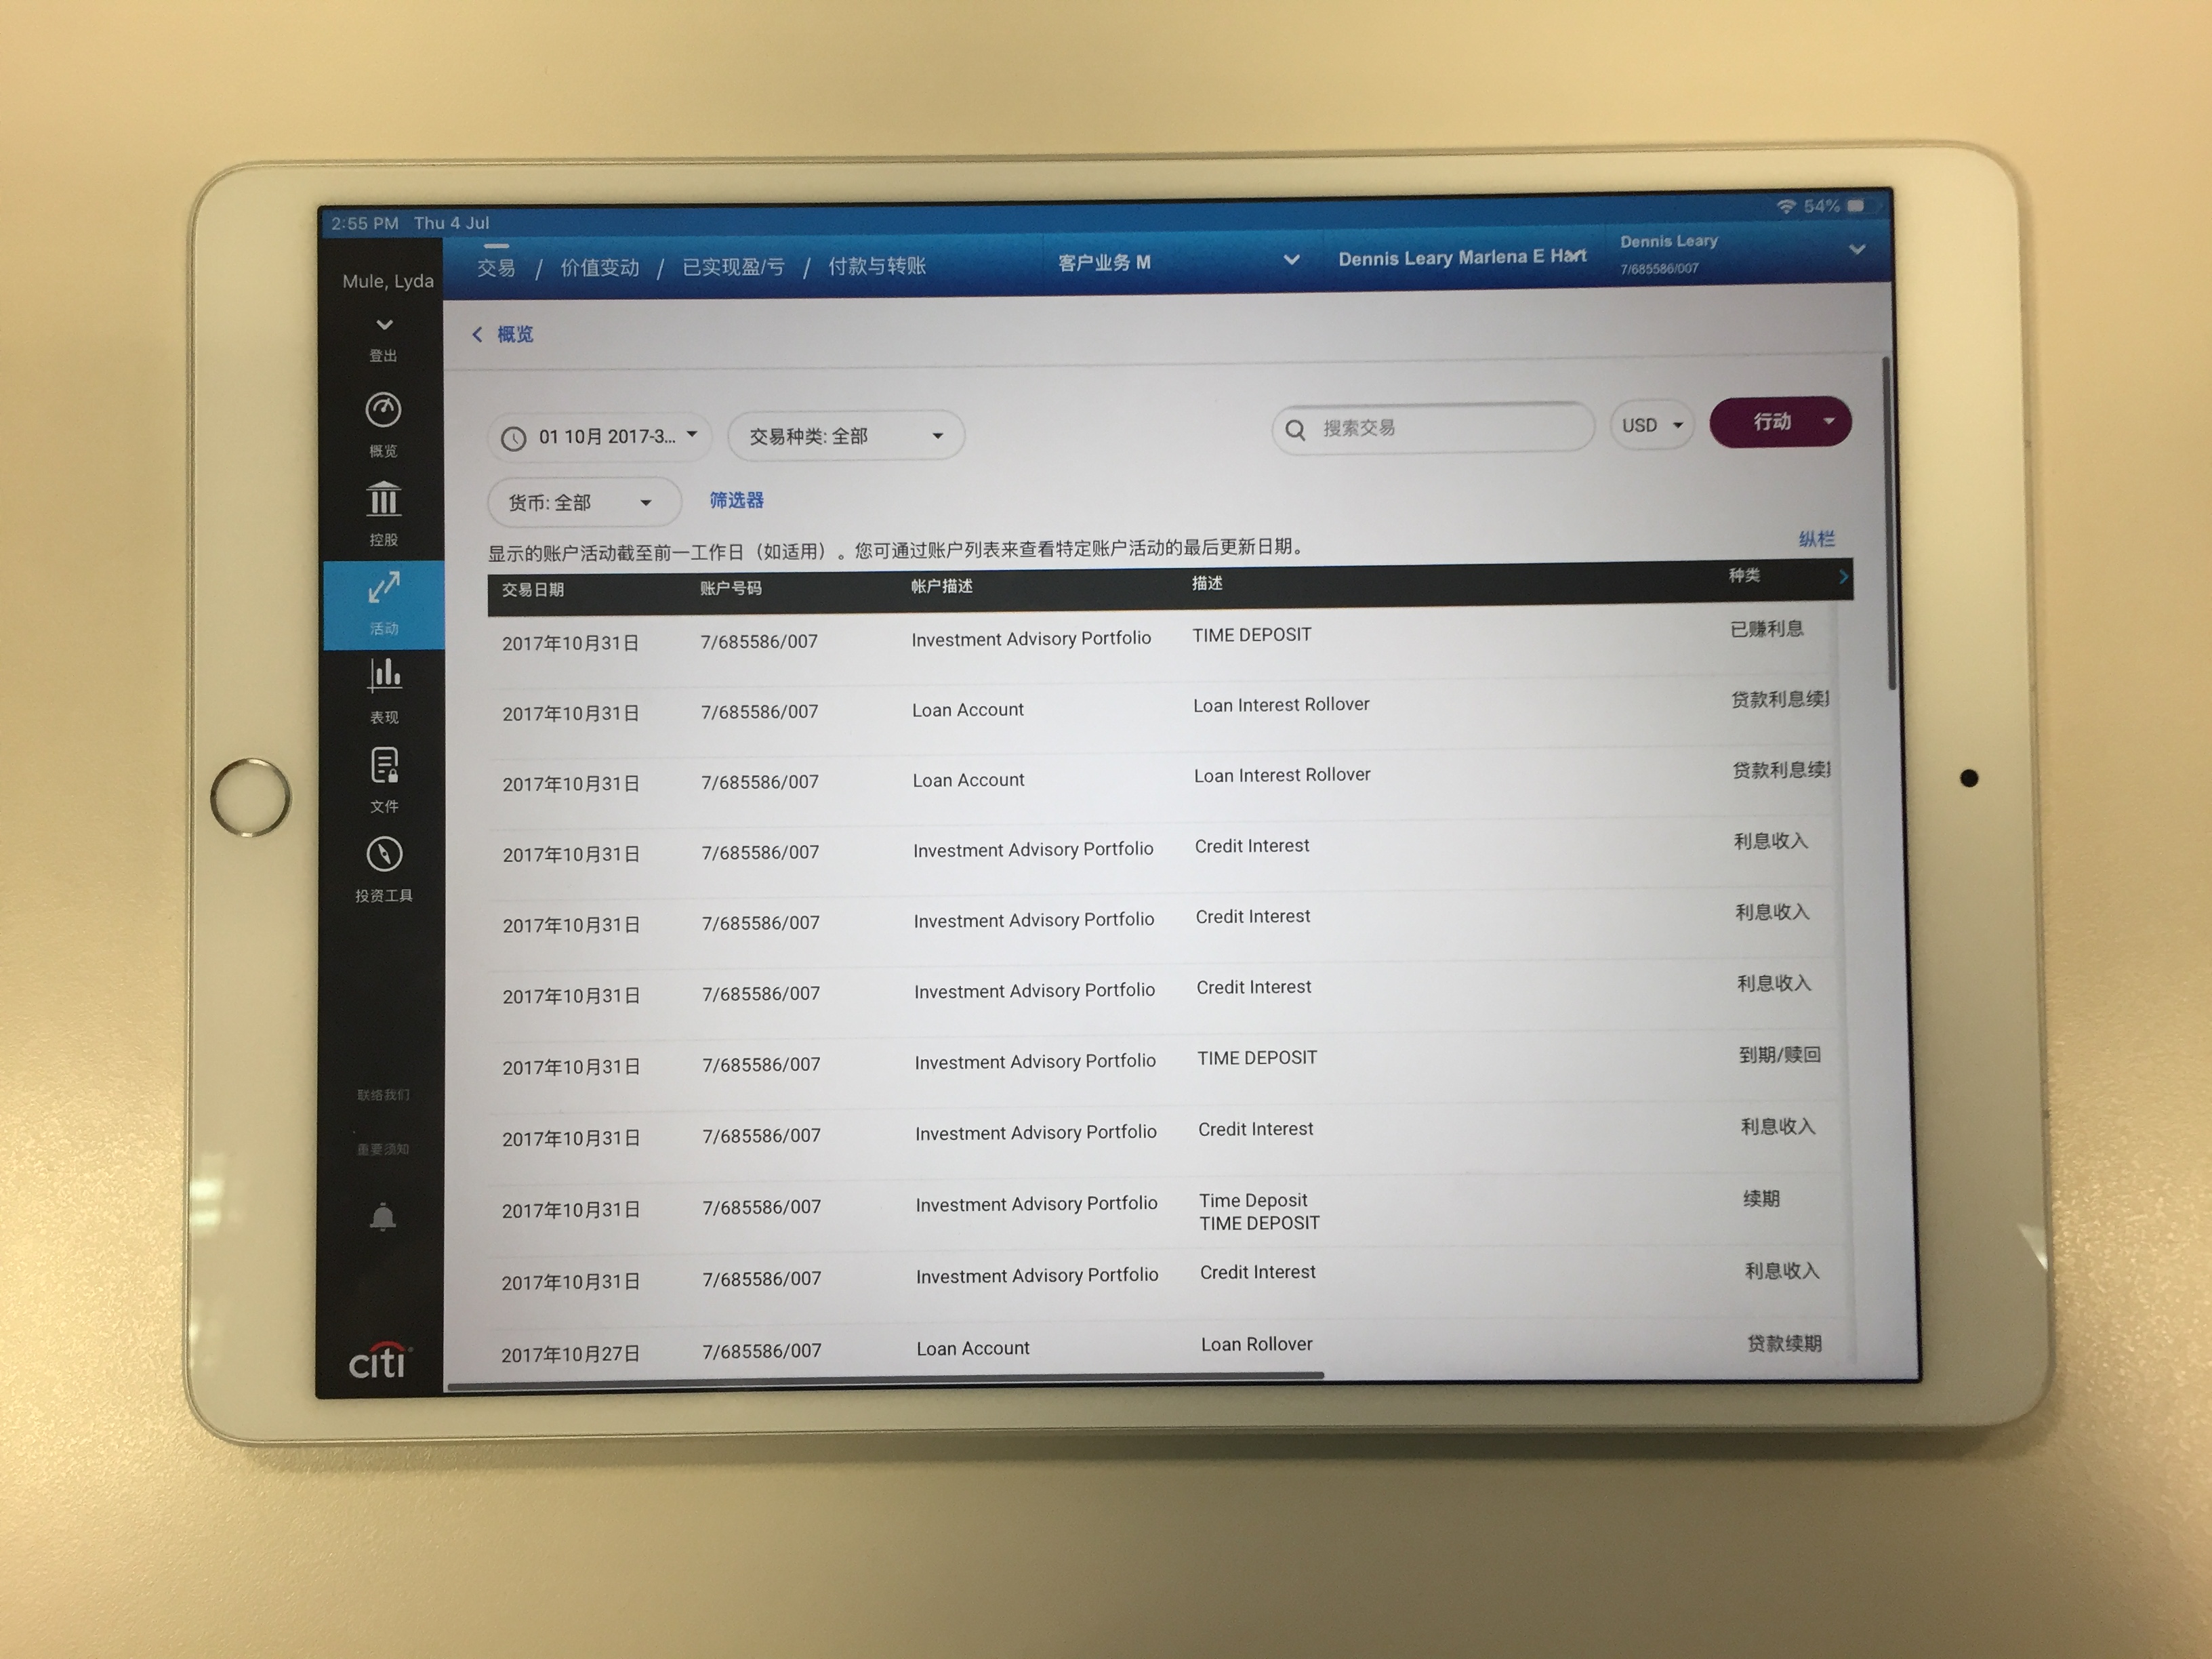 2:55 PM Thu 4 Jul
54%
Mule, Lyda
登出
概览
控股
活动
表现
文件
投资工具
联络我们
重要须知
citi
交易 / 价值变动 / 已实现盈/亏 / 付款与转账
客户业务 M
Dennis Leary Marlena E Hart
Dennis Leary
7/685586/007
概览
01 10月 2017-3... 交易种类: 全部 搜索交易 USD 行动
货币: 全部 筛选器
显示的账户活动截至前一工作日（如适用）。您可通过账户列表来查看特定账户活动的最后更新日期。
纵栏
交易日期 账户号码 帐户描述 描述 种类
2017年10月31日 7/685586/007 Investment Advisory Portfolio TIME DEPOSIT 已赚利息
2017年10月31日 7/685586/007 Loan Account Loan Interest Rollover 贷款利息续
2017年10月31日 7/685586/007 Loan Account Loan Interest Rollover 贷款利息续
2017年10月31日 7/685586/007 Investment Advisory Portfolio Credit Interest 利息收入
2017年10月31日 7/685586/007 Investment Advisory Portfolio Credit Interest 利息收入
2017年10月31日 7/685586/007 Investment Advisory Portfolio Credit Interest 利息收入
2017年10月31日 7/685586/007 Investment Advisory Portfolio TIME DEPOSIT 到期/赎回
2017年10月31日 7/685586/007 Investment Advisory Portfolio Credit Interest 利息收入
2017年10月31日 7/685586/007 Investment Advisory Portfolio Time Deposit 续期
TIME DEPOSIT
2017年10月31日 7/685586/007 Investment Advisory Portfolio Credit Interest 利息收入
2017年10月27日 7/685586/007 Loan Account Loan Rollover 贷款续期